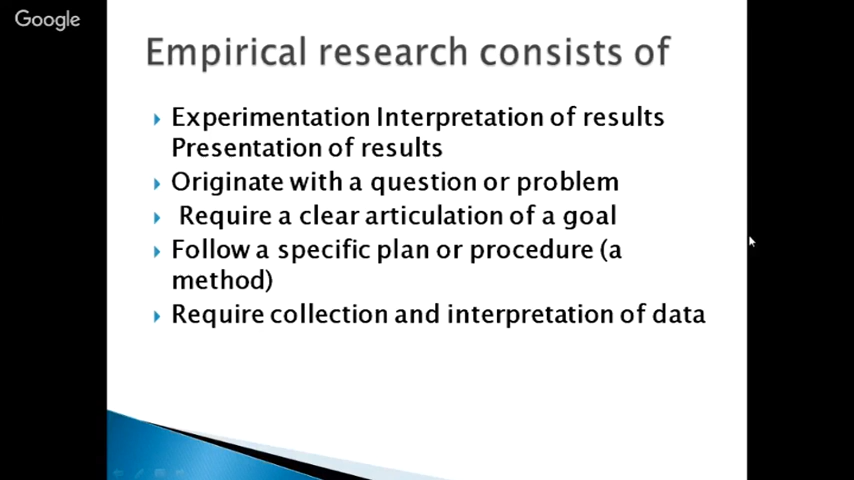 Google
Empirical research consists of
Experimentation Interpretation of results
Presentation of results
Originate with a question or problem
Require a clear articulation of a goal
Follow a specific plan or procedure (a
method)
Require collection and interpretation of data